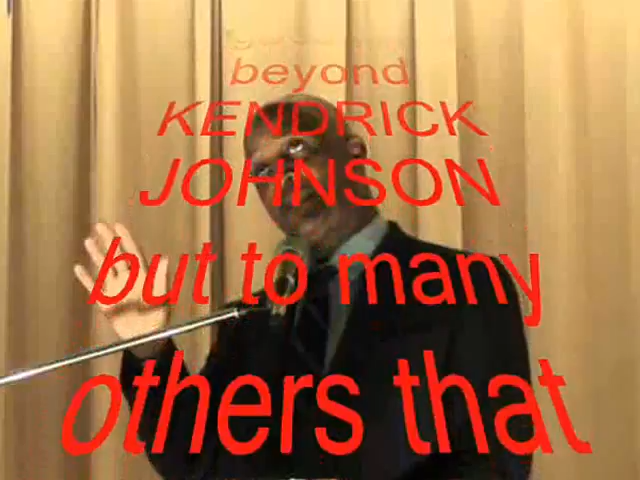 beyond
KENDRICK
JOHNSON
but to many
others that